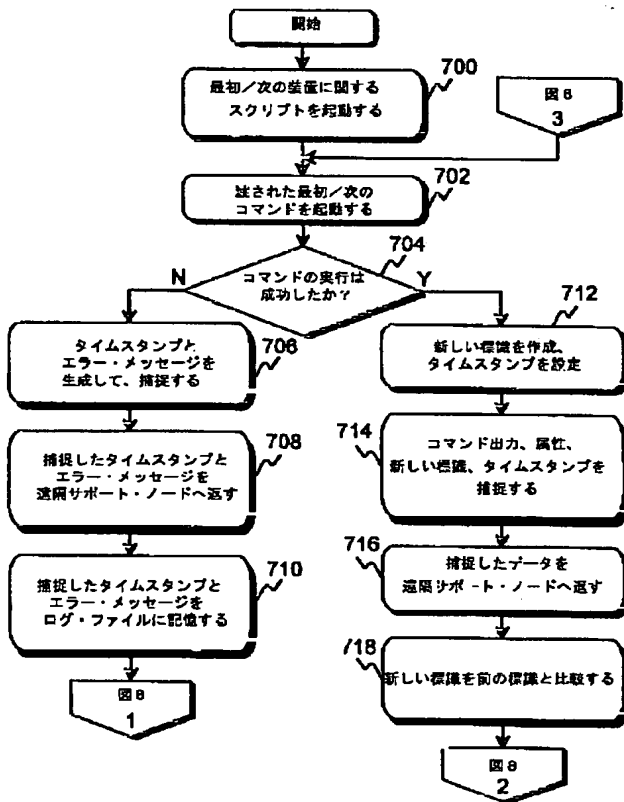 開始
最初／次の装置に関する
スクリプトを起動する
700
図8
3
渡された最初／次の
コマンドを起動する
702
コマンドの実行は
成功したか？
704
N
Y
タイムスタンプと
エラー・メッセージを
生成して、捕捉する
706
捕捉したタイムスタンプと
エラー・メッセージを
遠隔サポート・ノードへ返す
708
捕捉したタイムスタンプと
エラー・メッセージを
ログ・ファイルに記憶する
710
図8
1
712
新しい標識を作成、
タイムスタンプを設定
714
コマンド出力、属性、
新しい標識、タイムスタンプを
捕捉する
716
捕捉したデータを
遠隔サポート・ノードへ返す
718
新しい標識を前の標識と比較する
図8
2